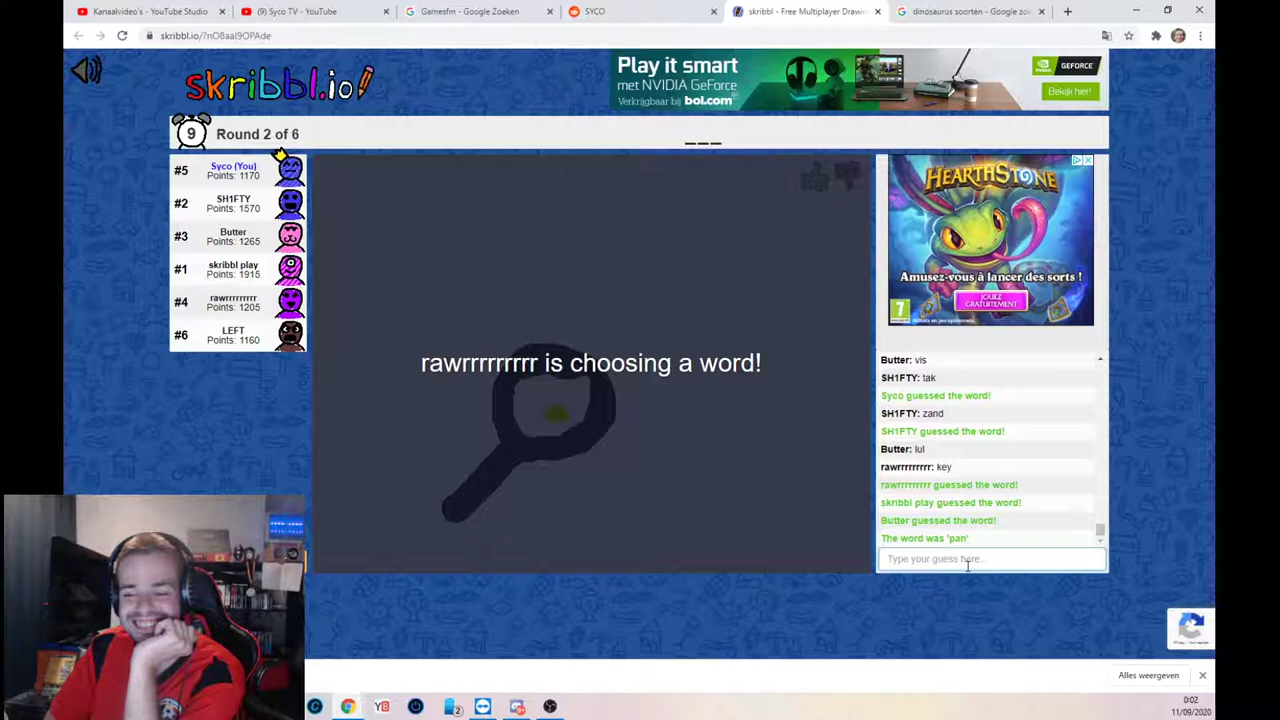 Kanaalvideo's - YouTube Studio
(9) Syco TV - YouTube
Gamesfm - Google Zoeken
SYCO
skribbl - Free Multiplayer Drawin
dinosaurus soorten - Google zoe
skribbl.io/?nO8aal9OPAde
skribbl.io
Play it smart
met NVIDIA GeForce
Verkrijgbaar bij bol.com
NVIDIA GEFORCE
Bekijk hier!
9
Round 2 of 6
_ _ _
#5 Syco (You)
Points: 1170
#2 SH1FTY
Points: 1570
#3 Butter
Points: 1265
#1 skribbl play
Points: 1915
#4 rawrrrrrrrrr
Points: 1205
#6 LEFT
Points: 1160
rawrrrrrrrrr is choosing a word!
HEARTHSTONE
Amusez-vous à lancer des sorts !
JOUEZ
GRATUITEMENT
7
Butter: vis
SH1FTY: tak
Syco guessed the word!
SH1FTY: zand
SH1FTY guessed the word!
Butter: lul
rawrrrrrrrrr: key
rawrrrrrrrrr guessed the word!
skribbl play guessed the word!
Butter guessed the word!
The word was 'pan'
Type your guess here...
Alles weergeven
YB
2
0:02
11/09/2020